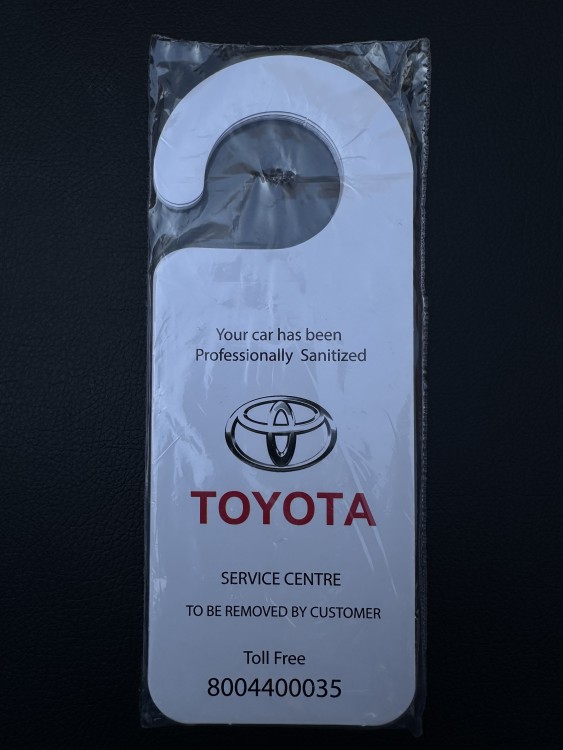 Your car has been
Professionally Sanitized
TOYOTA
SERVICE CENTRE
TO BE REMOVED BY CUSTOMER
Toll Free
8004400035